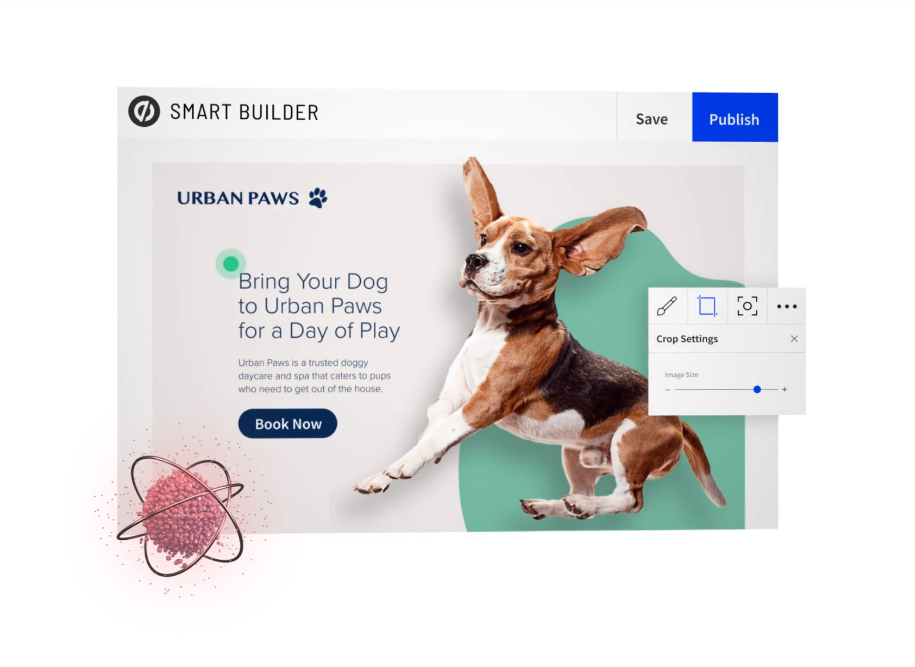 SMART BUILDER
Save
Publish
URBAN PAWS
Bring Your Dog
to Urban Paws
for a Day of Play
Urban Paws is a trusted doggy
daycare and spa that caters to pups
who need to get out of the house.
Book Now
Crop Settings
Image Size